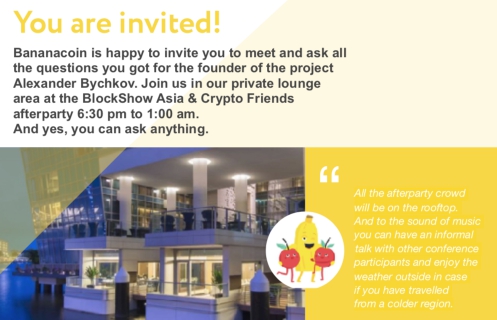 You are invited!
Bananacoin is happy to invite you to meet and ask all
the questions you got for the founder of the project
Alexander Bychkov. Join us in our private lounge
area at the BlockShow Asia & Crypto Friends
afterparty 6:30 pm to 1:00 am.
And yes, you can ask anything.
“
All the afterparty crowd
will be on the rooftop.
And to the sound of music
you can have an informal
talk with other conference
participants and enjoy the
weather outside in case
if you have travelled
from a colder region.